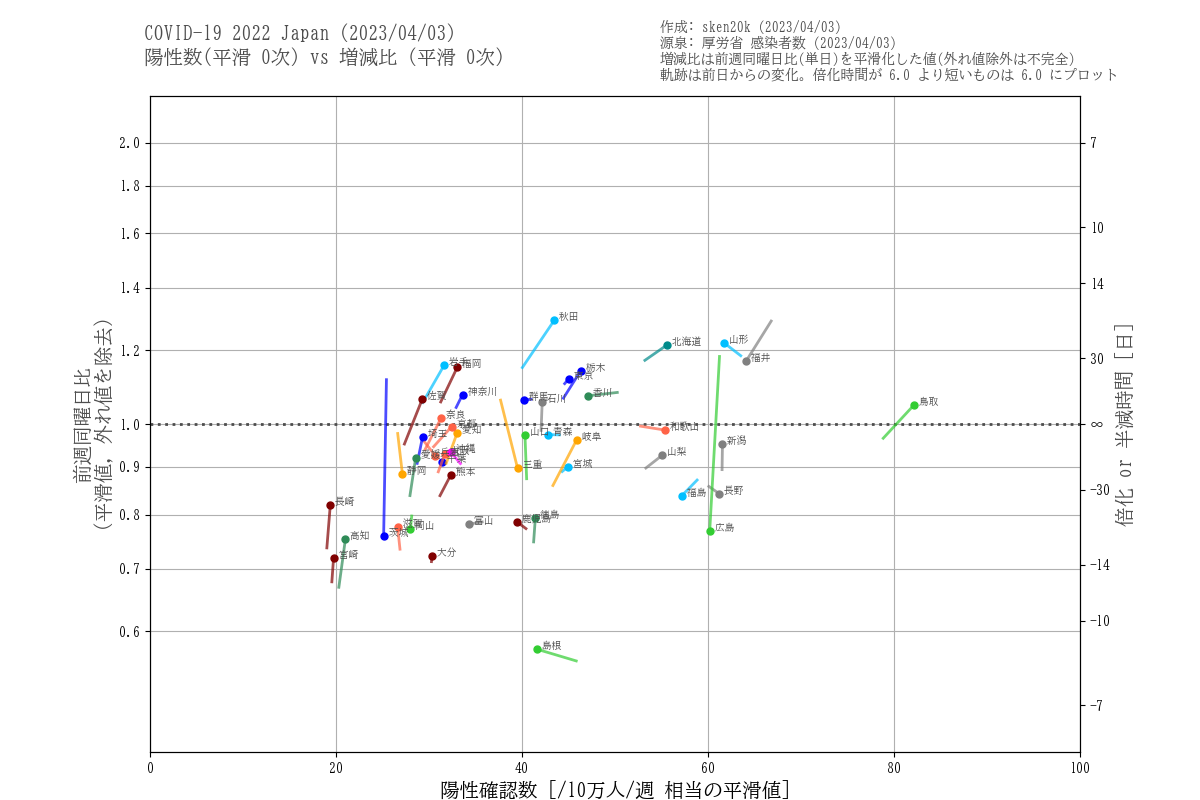 COVID-19 2022 Japan (2023/04/03)
陽性数(平滑 0次) vs 増減比 (平滑 0次)
作成: sken20k (2023/04/03)
源泉: 厚労省 感染者数 (2023/04/03)
増減比は前週同曜日比(単日)を平滑化した値(外れ値除外は不完全)
軌跡は前日からの変化。倍化時間が 6.0 より短いものは 6.0 にプロット
2.0
1.8
1.6
1.4
1.2
1.0
0.9
0.8
0.7
0.6
7
10
14
30
∞
-30
-14
-10
-7
前週同曜日比
(平滑値，外れ値を除去)
倍化 or 半減時間 [日]
秋田
北海道
山形
福井
岩手
福岡
栃木
東京
香川
神奈川
佐賀
群馬
石川
鳥取
奈良
京都
愛知
埼玉
山口
青森
和歌山
岐阜
新潟
沖縄
千葉
山梨
静岡
熊本
三重
宮城
福島
長野
長崎
富山
鹿児島
徳島
滋賀
岡山
茨城
高知
広島
宮崎
大分
島根
0
20
40
60
80
100
陽性確認数 [/10万人/週 相当の平滑値]